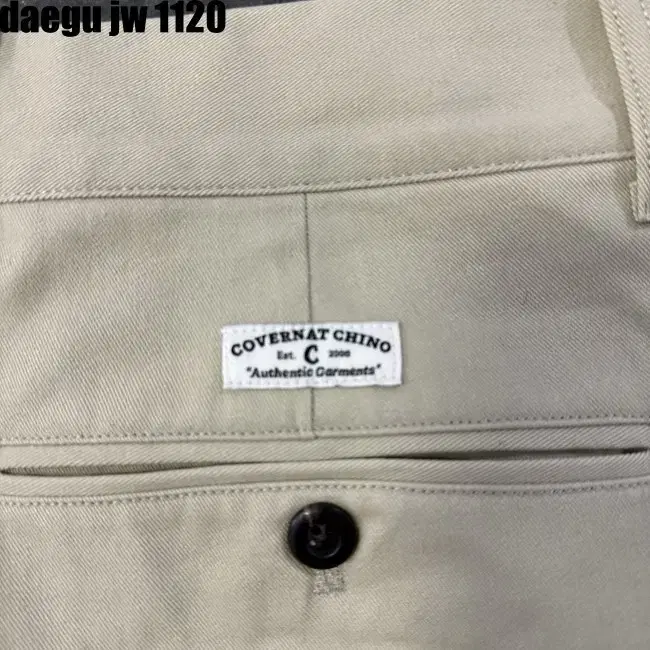 daegu jw 1120
COVERNAT CHINO
Est. C 2008
"Authentic Garments"